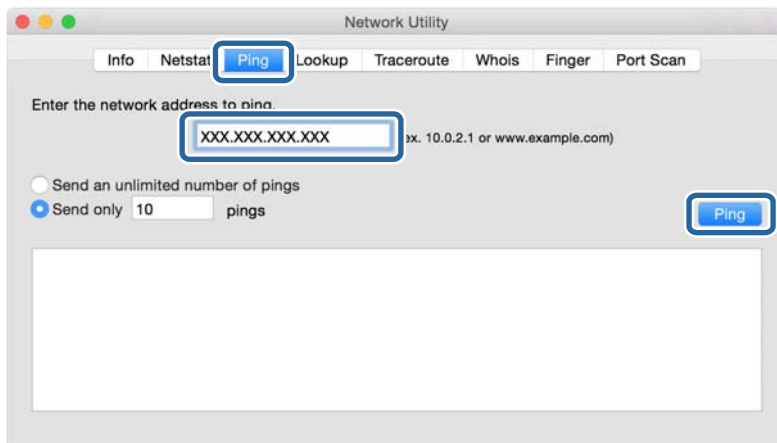 Network Utility
Info Netstat Ping Lookup Traceroute Whois Finger Port Scan
Enter the network address to ping.
XXX.XXX.XXX.XXX ex. 10.0.2.1 or www.example.com)
Send an unlimited number of pings
Send only 10 pings
Ping